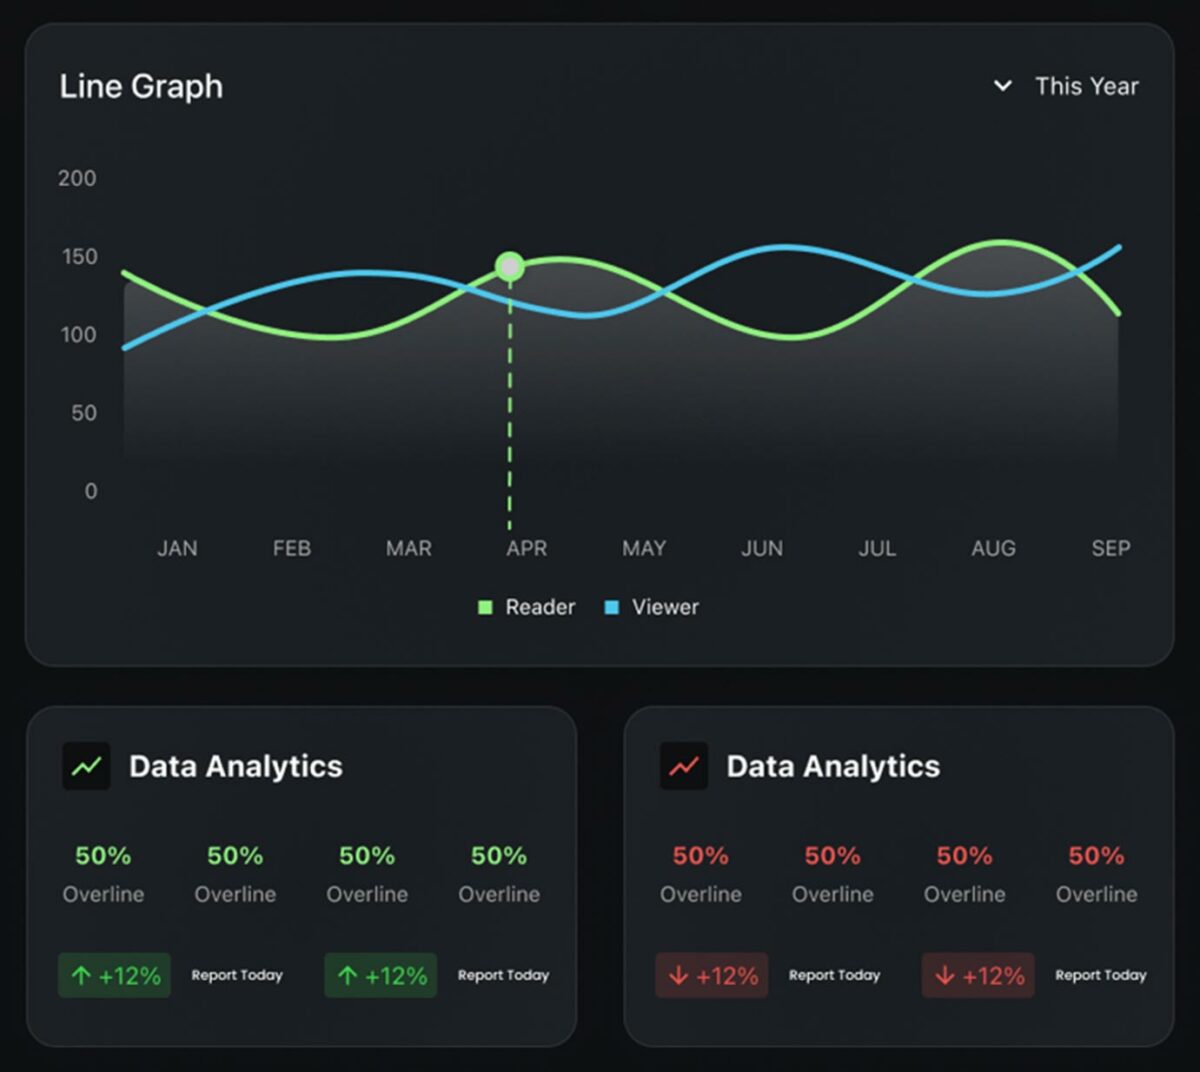 Line Graph
This Year
200
150
100
50
0
JAN FEB MAR APR MAY JUN JUL AUG SEP
Reader Viewer
Data Analytics
50% 50% 50% 50%
Overline Overline Overline Overline
↑ +12% Report Today ↑ +12% Report Today
Data Analytics
50% 50% 50% 50%
Overline Overline Overline Overline
↓ +12% Report Today ↓ +12% Report Today